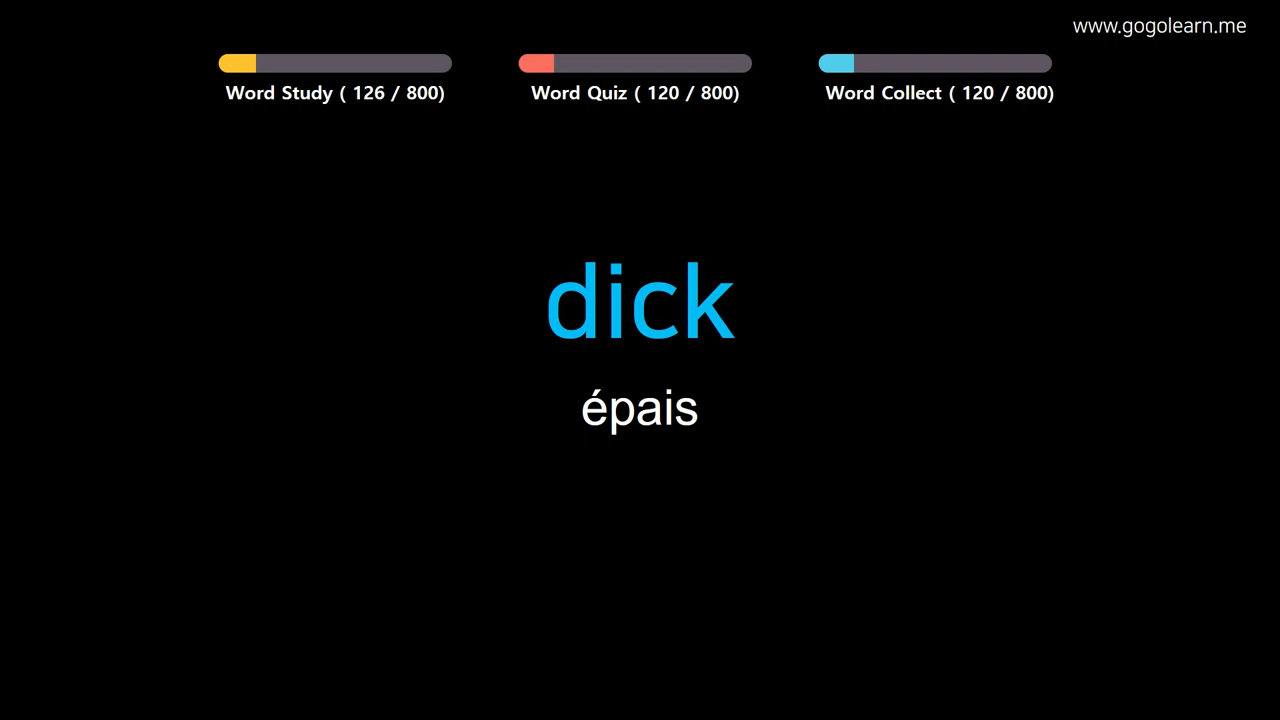 www.gogolearn.me
Word Study ( 126 / 800)
Word Quiz ( 120 / 800)
Word Collect ( 120 / 800)
dick
épais